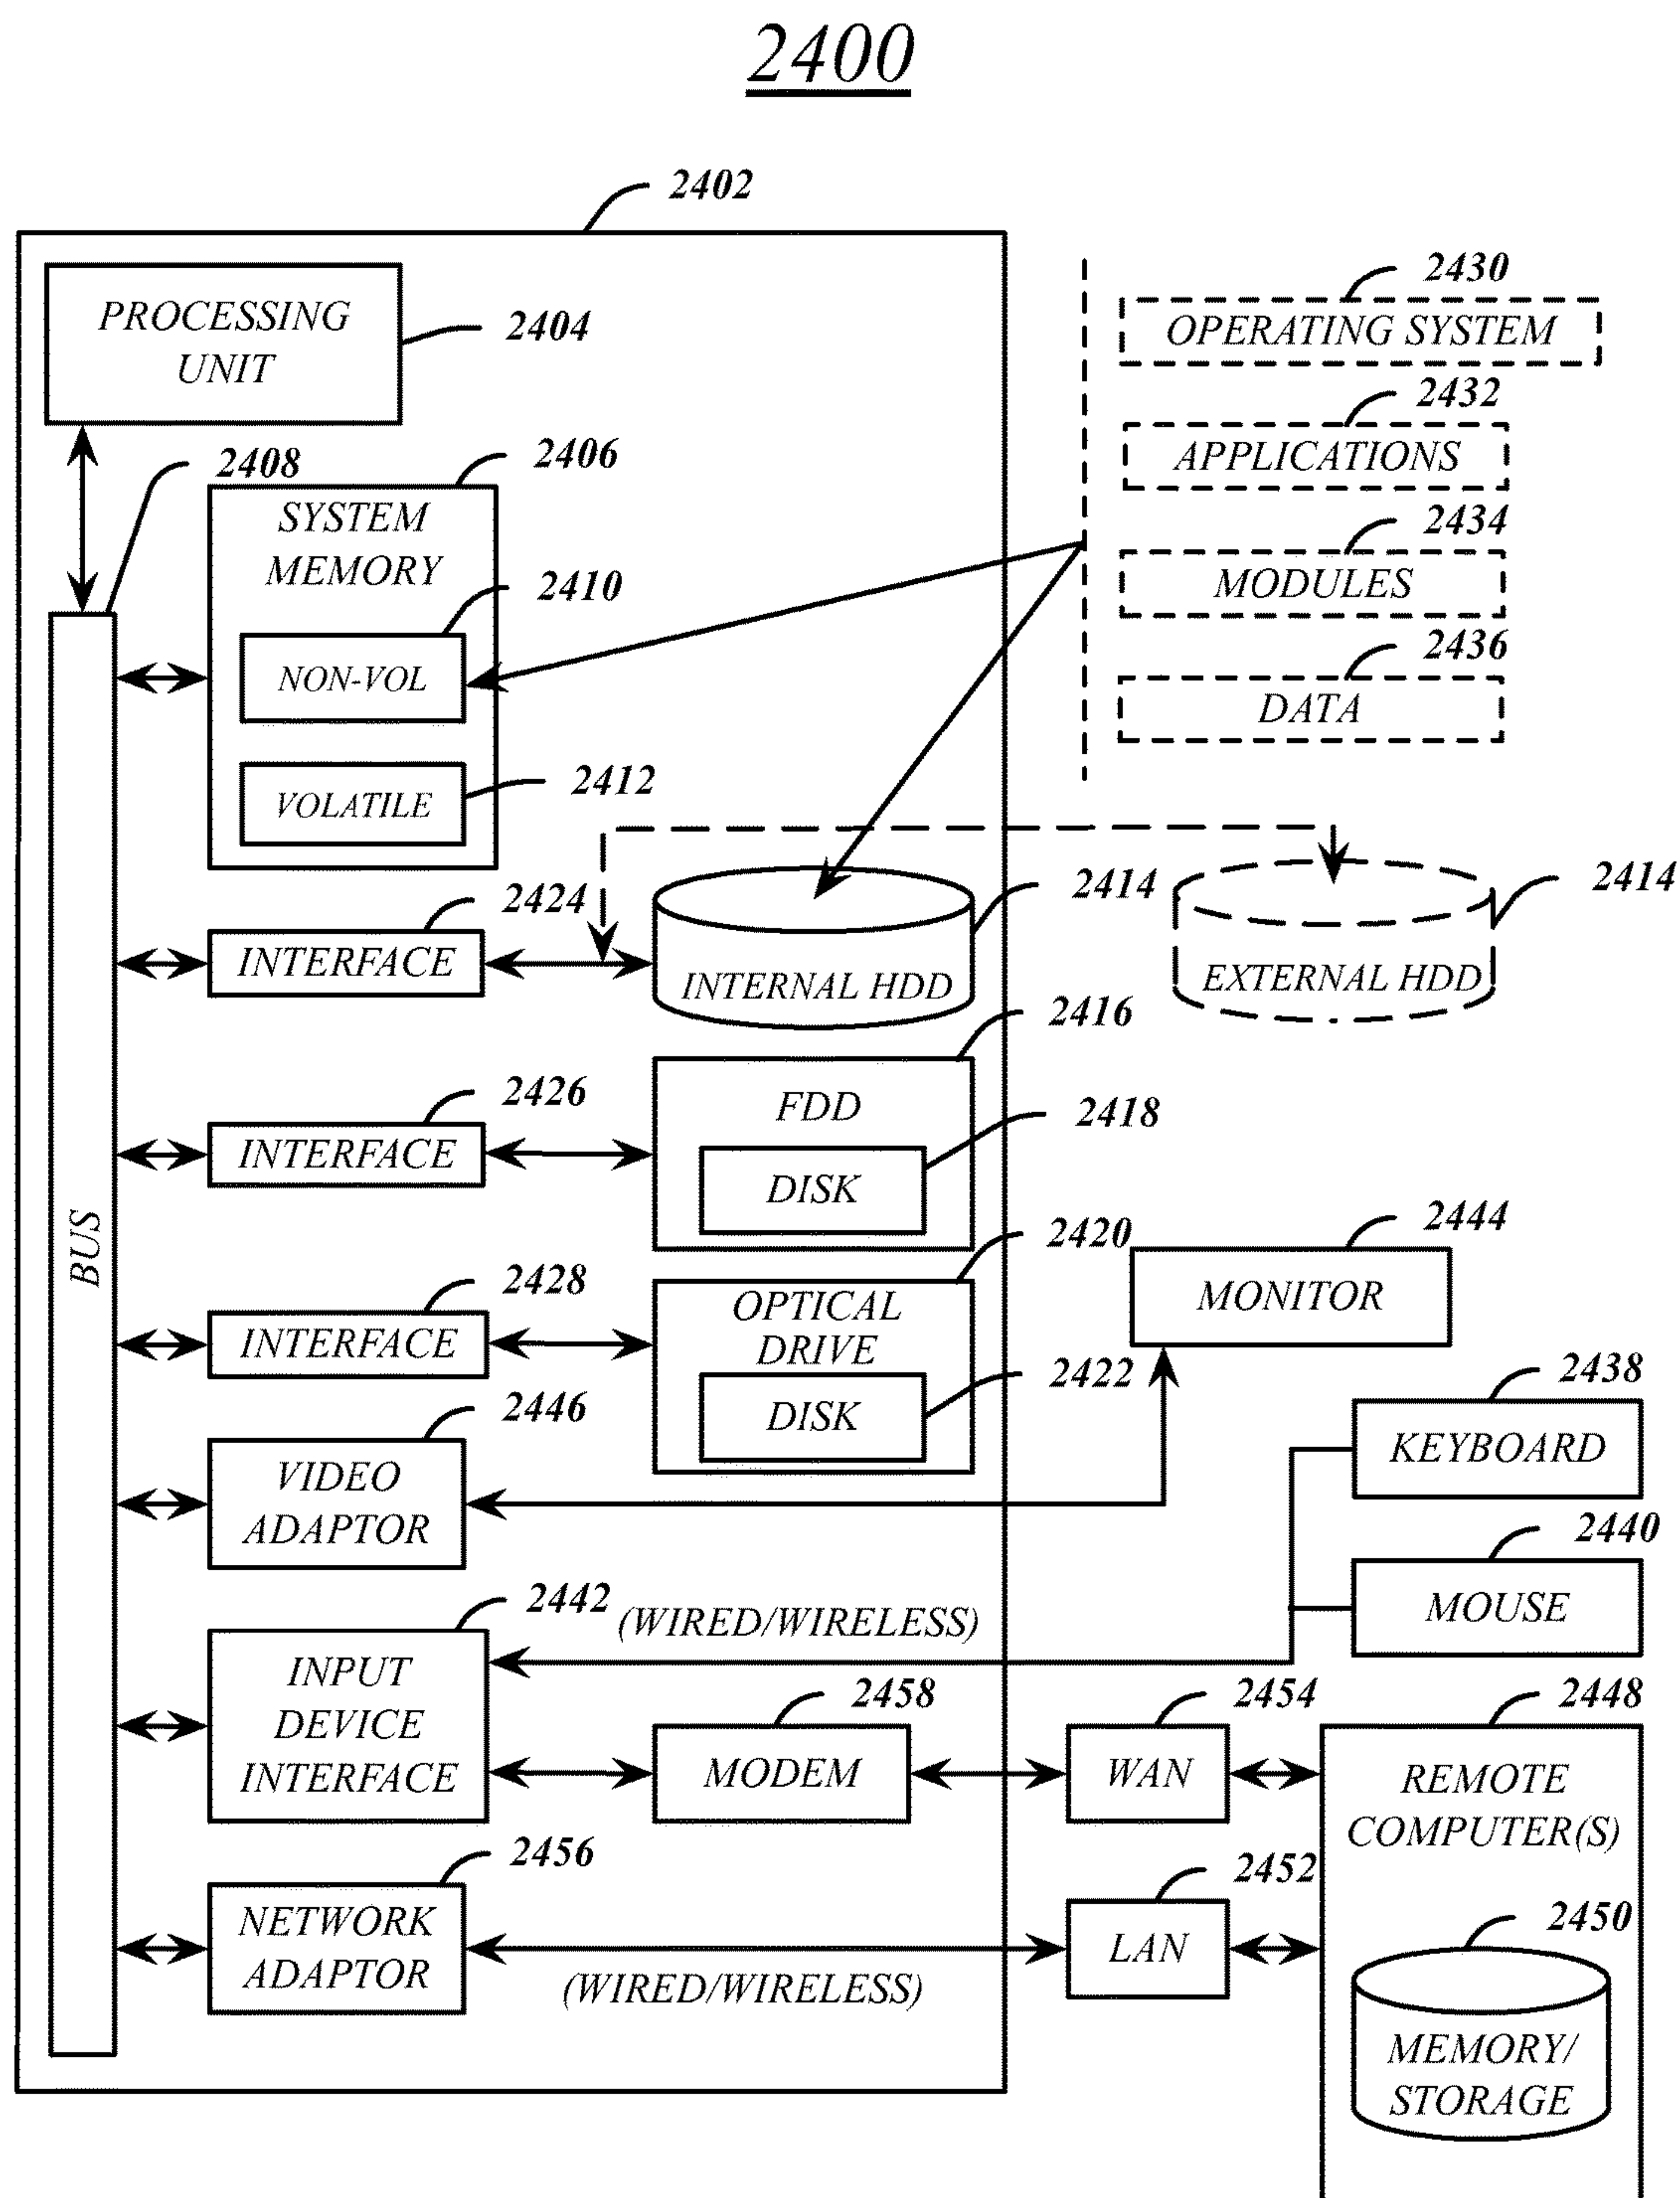 2400
2402
PROCESSING
UNIT
2404
2430
OPERATING SYSTEM
2432
APPLICATIONS
2434
MODULES
2436
DATA
2408
2406
SYSTEM
MEMORY
2410
NON-VOL
2412
VOLATILE
BUS
2424
INTERFACE
2414
INTERNAL HDD
2414
EXTERNAL HDD
2426
INTERFACE
2416
FDD
2418
DISK
2428
INTERFACE
2420
OPTICAL
DRIVE
2422
DISK
2444
MONITOR
2446
VIDEO
ADAPTOR
2438
KEYBOARD
2440
MOUSE
2442
(WIRED/WIRELESS)
INPUT
DEVICE
INTERFACE
2458
MODEM
2454
WAN
2448
REMOTE
COMPUTER(S)
2456
NETWORK
ADAPTOR
(WIRED/WIRELESS)
2452
LAN
2450
MEMORY/
STORAGE